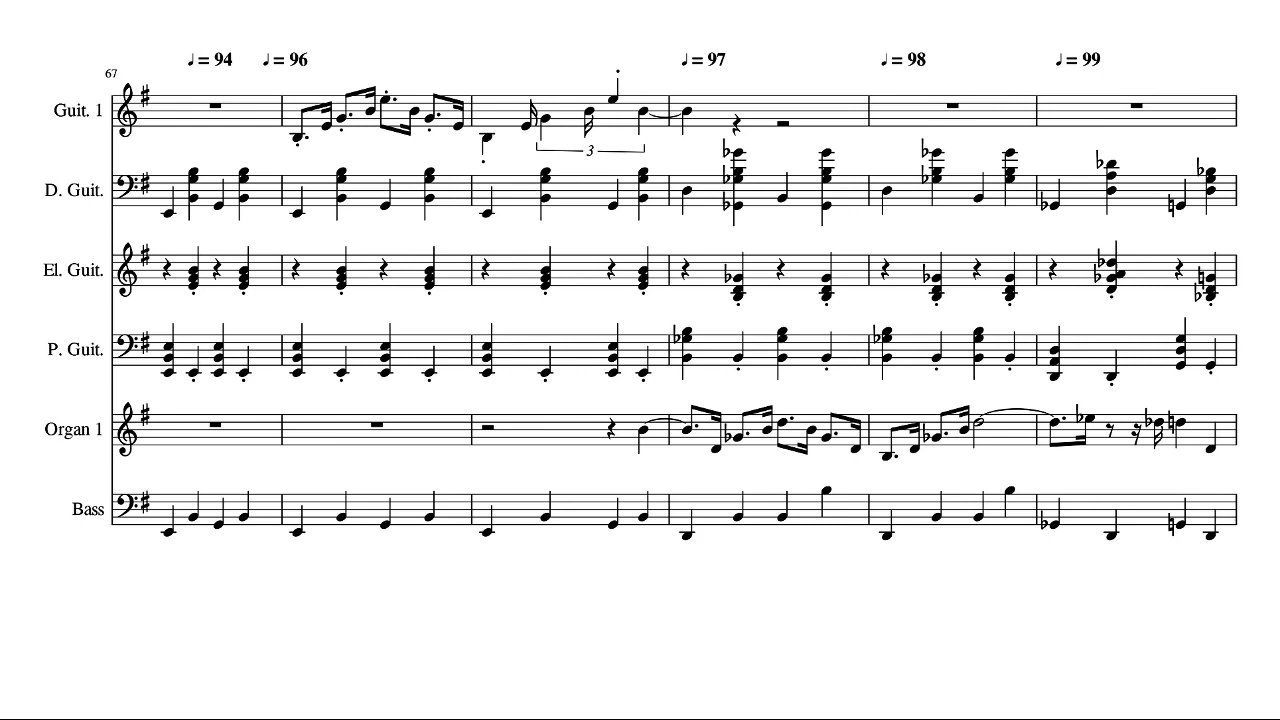 ♩ = 94 ♩ = 96 ♩ = 97 ♩ = 98 ♩ = 99
67
Guit. 1
3
D. Guit.
El. Guit.
P. Guit.
Organ 1
Bass